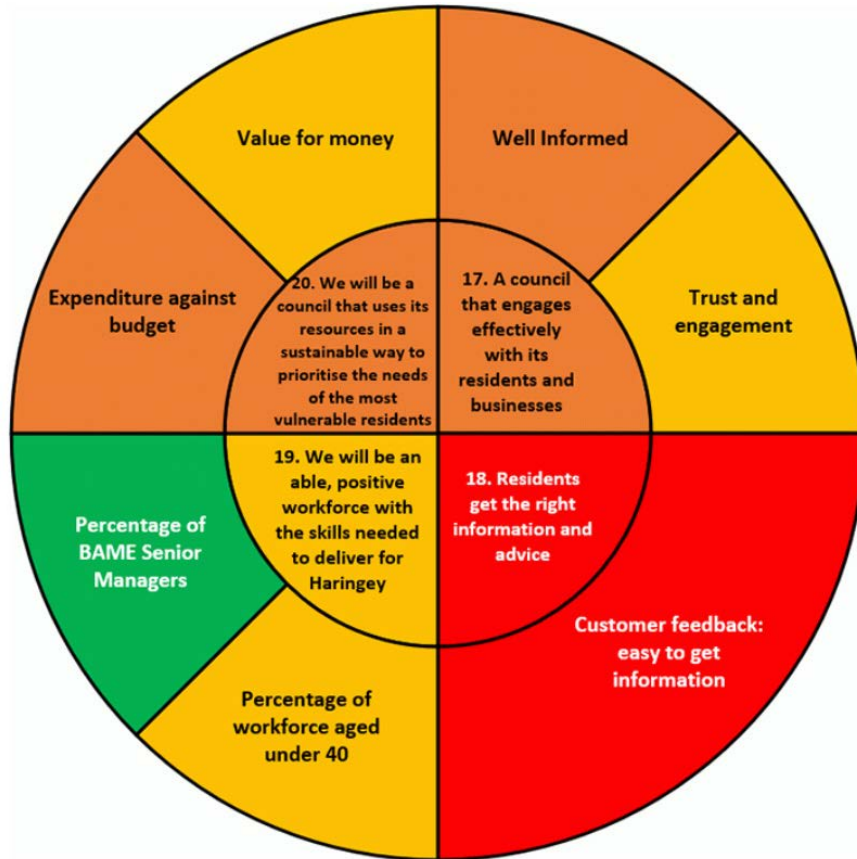 Value for money
Well Informed
Expenditure against
budget
20. We will be a
council that uses its
resources in a
sustainable way to
prioritise the needs
of the most
vulnerable residents
17. A council
that engages
effectively
with its
residents and
businesses
Trust and
engagement
Percentage of
BAME Senior
Managers
19. We will be an
able, positive
workforce with
the skills needed
to deliver for
Haringey
18. Residents
get the right
information and
advice
Percentage of
workforce aged
under 40
Customer feedback:
easy to get
information